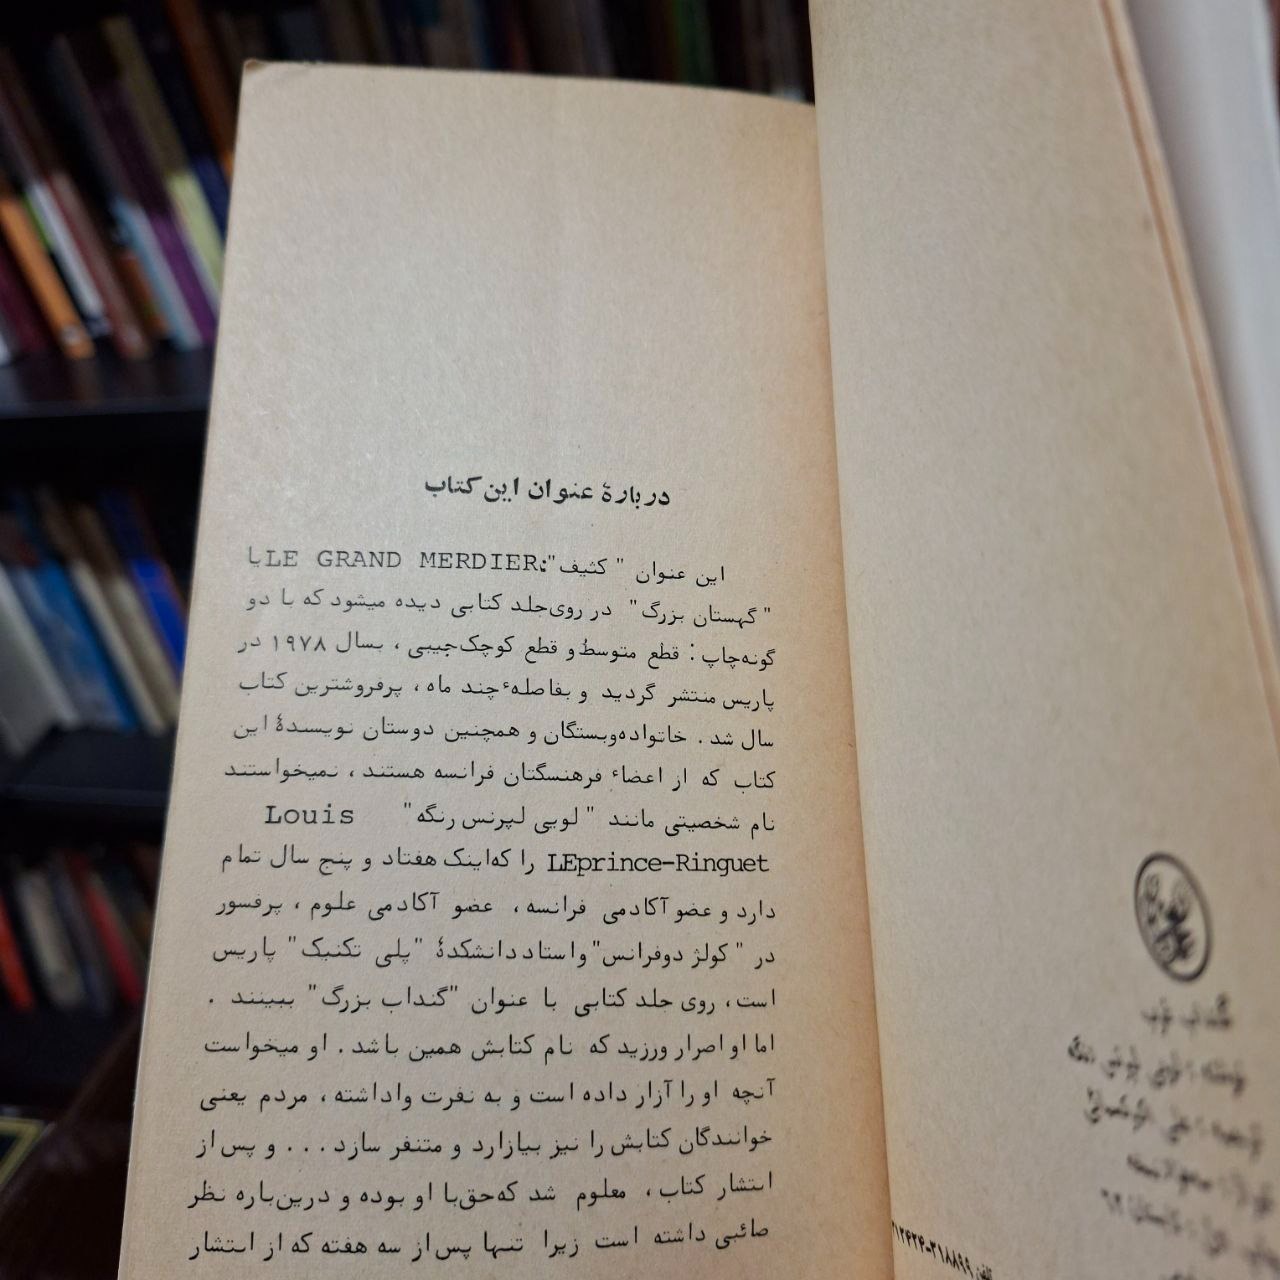 دربارهٔ عنوان این کتاب
این عنوان " کثیف":LE GRAND MERDIER یا
" گهستان بزرگ" در روی‌جلد کتابی دیده میشود که با دو
گونه‌چاپ : قطع متوسط و قطع کوچک‌جیبی ، بسال ۱۹۷۸ در
پاریس منتشر گردید و بفاصلهٔ چند ماه ، پرفروشترین کتاب
سال شد . خانواده‌وبستگان و همچنین دوستان نویسندهٔ این
کتاب که از اعضاء فرهنسگتان فرانسه هستند ، نمیخواستند
نام شخصیتی مانند " لویی لپرنس رنگه" Louis
LEprince-Ringuet را که‌اینک هفتاد و پنج سال تمام
دارد و عضو آکادمی فرانسه ، عضو آکادمی علوم ، پرفسور
در " کولژ دوفرانس" و استاد دانشکدهٔ "پلی تکنیک" پاریس
است ، روی جلد کتابی با عنوان "گنداب بزرگ" ببینند .
اما او اصرار ورزید که نام کتابش همین باشد . او میخواست
آنچه او را آزار داده است و به نفرت واداشته ، مردم یعنی
خوانندگان کتابش را نیز بیازارد و متنفر سازد . . . و پس از
انتشار کتاب ، معلوم شد که‌حق‌با او بوده و درین‌باره نظر
صائبی داشته است زیرا تنها پس‌از سه هفته که از انتشار